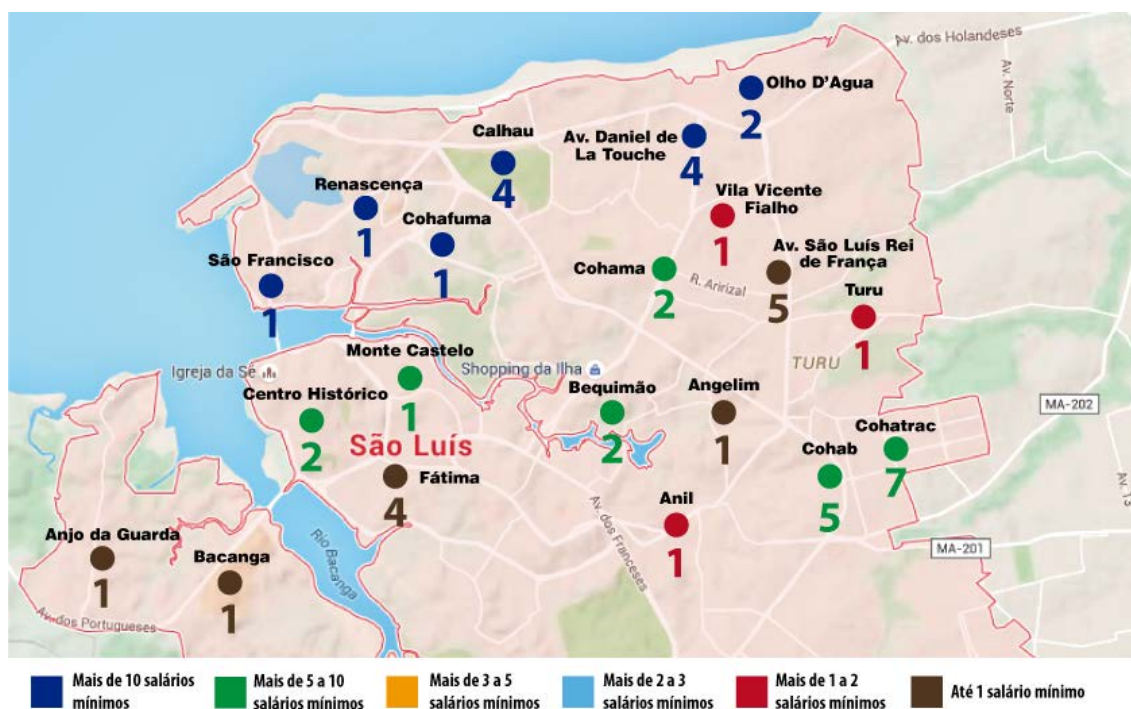 Av. dos Holandeses
Av. Norte
Olho D'Agua
2
Calhau
4
Av. Daniel de
La Touche
4
Renascença
1
Cohafuma
1
Vila Vicente
Fialho
1
São Francisco
1
Cohama
2
R. Aririzal
Av. São Luís Rei
de França
5
Turu
1
TURU
Igreja da Sé
Monte Castelo
1
Shopping da Ilha
Centro Histórico
2
São Luís
Bequimão
2
Angelim
1
MA-202
Cohatrac
7
Cohab
5
Fátima
4
Anil
1
Av. dos Franceses
Av. 13
MA-201
Anjo da Guarda
1
Bacanga
1
Rio Bacanga
Av. dos Portugueses
Mais de 10 salários
mínimos
Mais de 5 a 10
salários mínimos
Mais de 3 a 5
salários mínimos
Mais de 2 a 3
salários mínimos
Mais de 1 a 2
salários mínimos
Até 1 salário mínimo